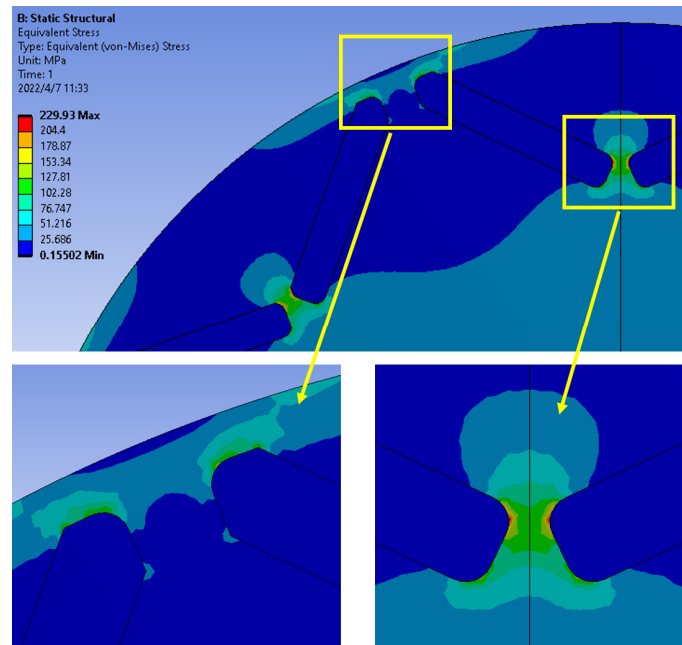 B: Static Structural
Equivalent Stress
Type: Equivalent (von-Mises) Stress
Unit: MPa
Time: 1
2022/4/7 11:33
229.93 Max
204.4
178.87
153.34
127.81
102.28
76.747
51.216
25.686
0.15502 Min